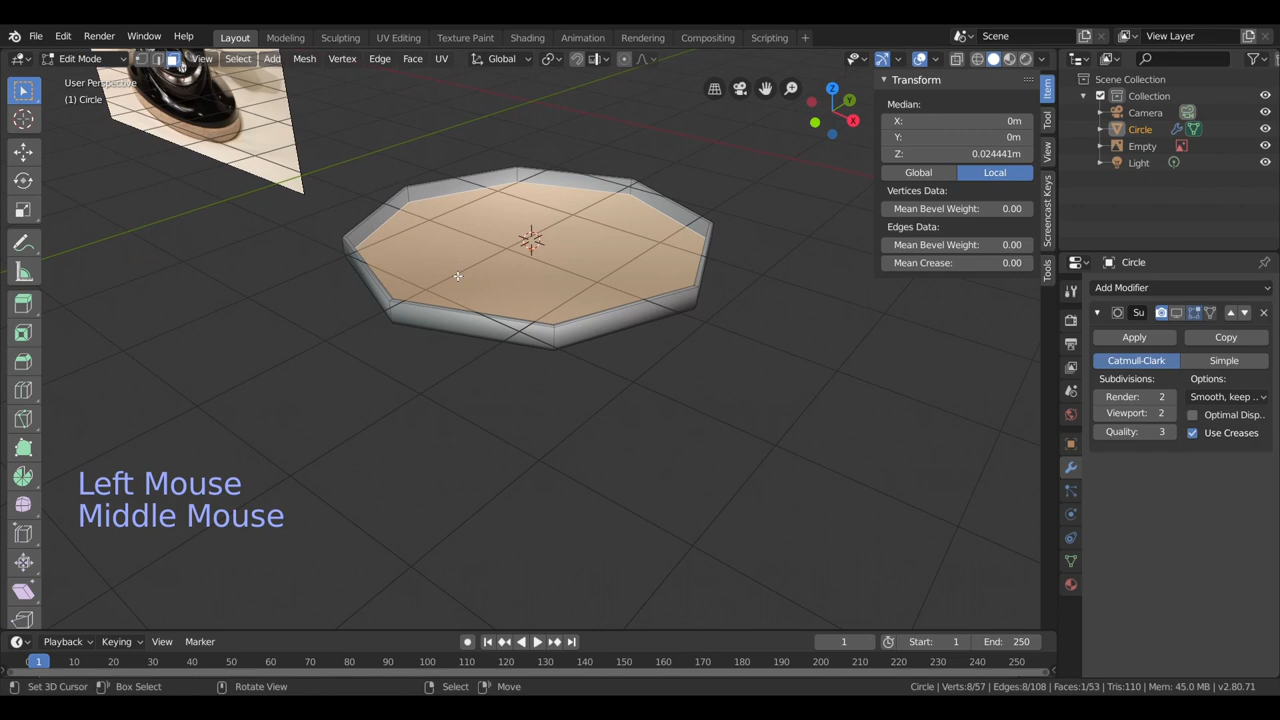 File Edit Render Window Help Layout Modeling Sculpting UV Editing Texture Paint Shading Animation Rendering Compositing Scripting + Scene View Layer
Edit Mode View Select Add Mesh Vertex Edge Face UV Global
User Perspective
(1) Circle
Transform
Median:
X: 0m
Y: 0m
Z: 0.024441m
Global Local
Vertices Data:
Mean Bevel Weight: 0.00
Edges Data:
Mean Bevel Weight: 0.00
Mean Crease: 0.00
Item
Tool
View
Screencast Keys
Tools
Z
Y
X
Scene Collection
Collection
Camera
Circle
Empty
Light
Circle
Add Modifier
Su
Apply Copy
Catmull-Clark Simple
Subdivisions: Options:
Render: 2 Smooth, keep ..
Viewport: 2 Optimal Disp..
Quality: 3 Use Creases
Left Mouse
Middle Mouse
Playback Keying View Marker 1 Start: 1 End: 250
1 10 20 30 40 50 60 70 80 90 100 110 120 130 140 150 160 170 180 190 200 210 220 230 240 250
Set 3D Cursor Box Select Rotate View Select Move Circle | Verts:8/57 | Edges:8/108 | Faces:1/53 | Tris:110 | Mem: 45.0 MB | v2.80.71